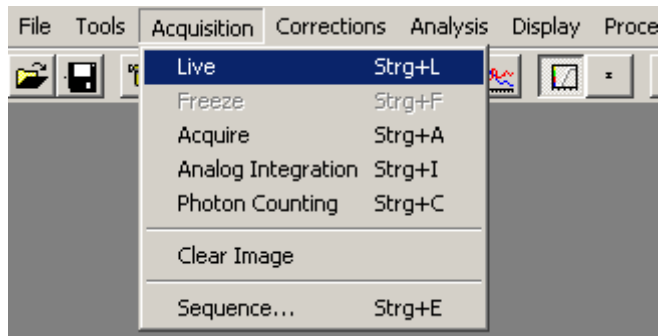 File Tools Acquisition Corrections Analysis Display Proce
Live Strg+L
Freeze Strg+F
Acquire Strg+A
Analog Integration Strg+I
Photon Counting Strg+C
Clear Image
Sequence... Strg+E